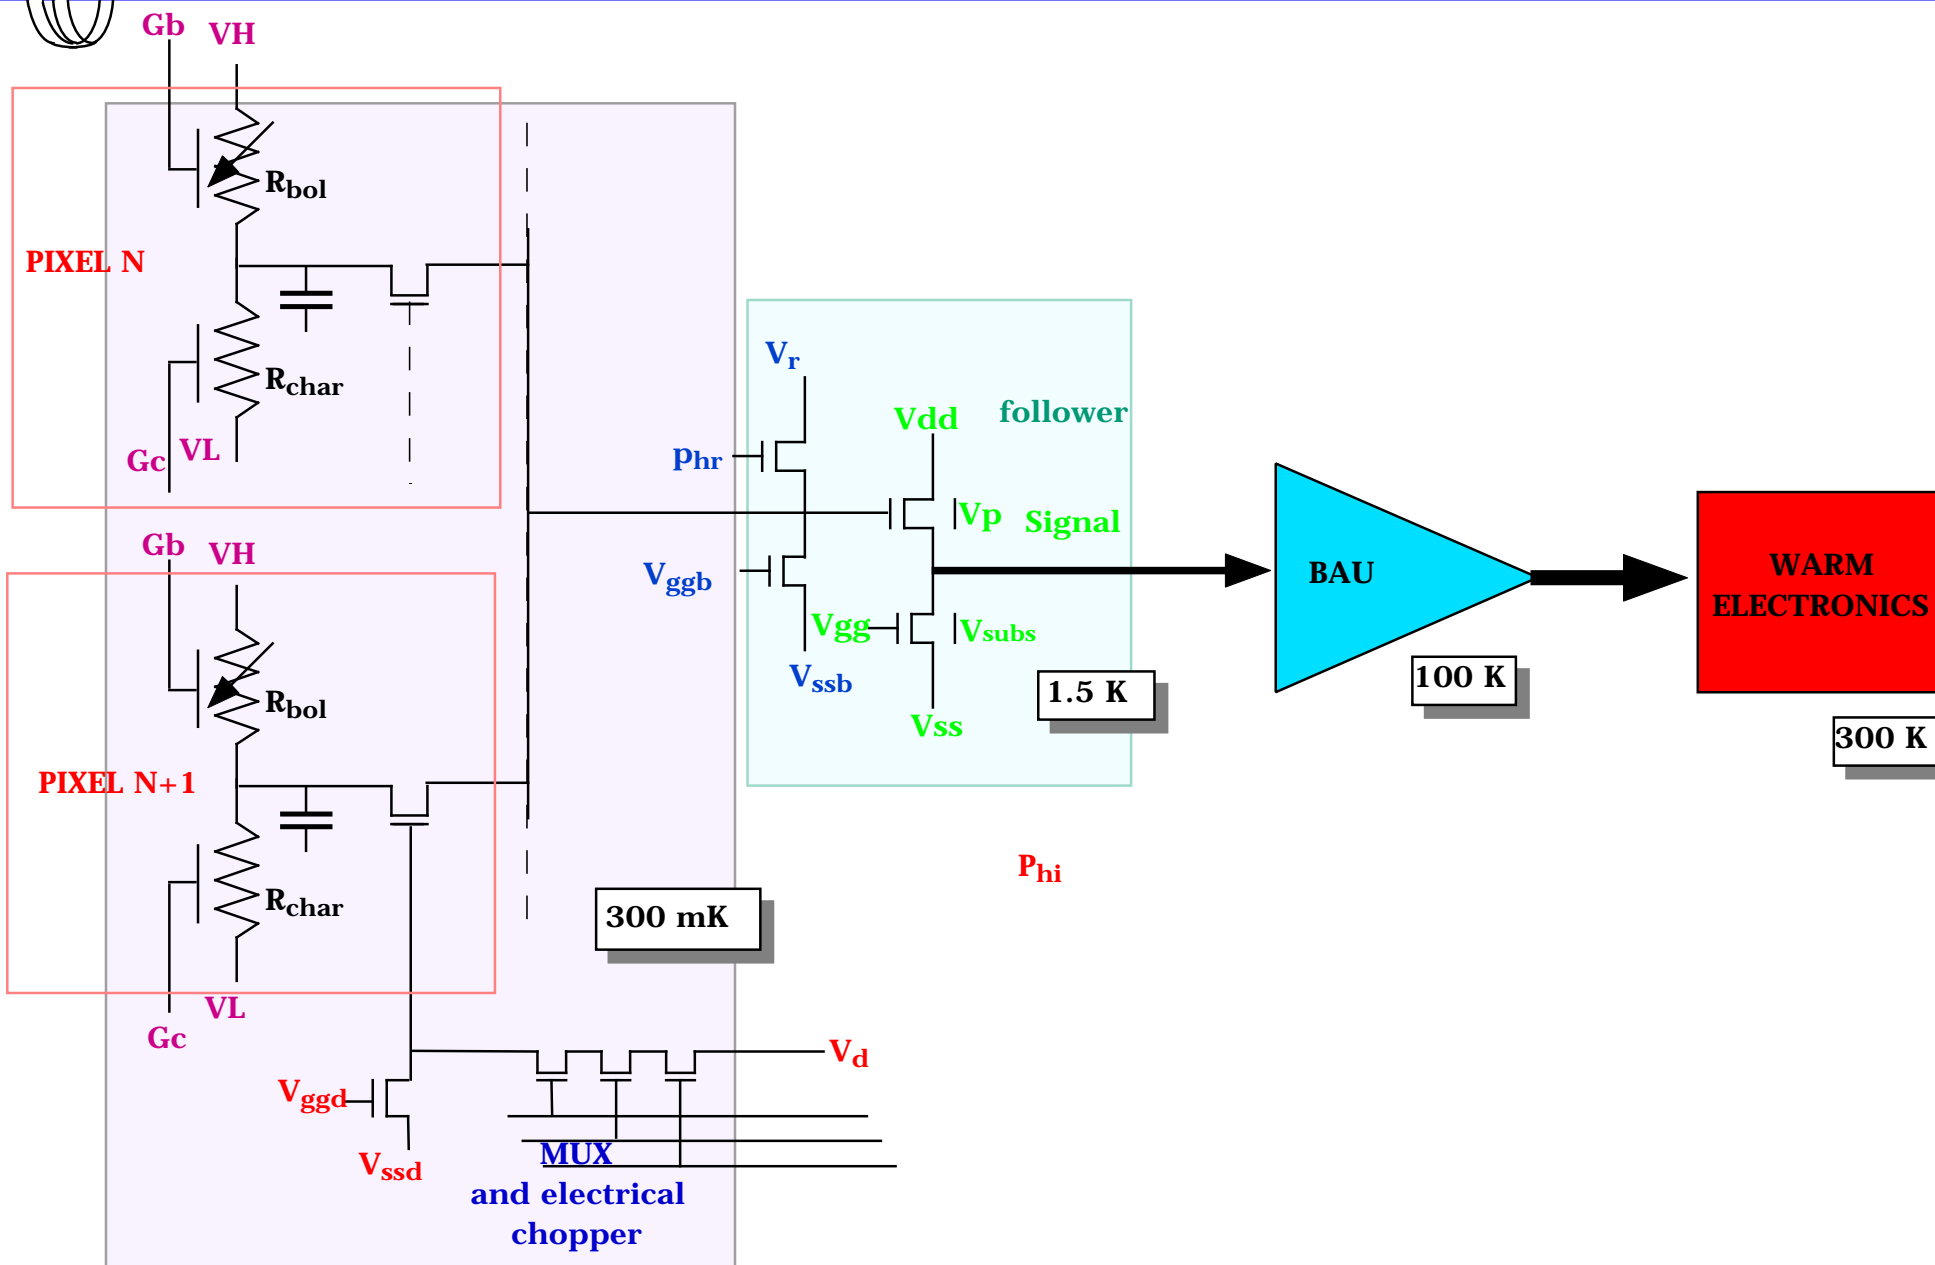 Gb
VH
Rbol
PIXEL N
Rchar
VL
Gc
Vr
follower
Vdd
phr
Vp
Signal
Vggb
Vgg
Vsubs
Vssb
Vss
1.5 K
BAU
100 K
WARM
ELECTRONICS
300 K
Gb
VH
Rbol
PIXEL N+1
Rchar
VL
Gc
Phi
300 mK
Vd
Vggd
Vssd
MUX
and electrical
chopper